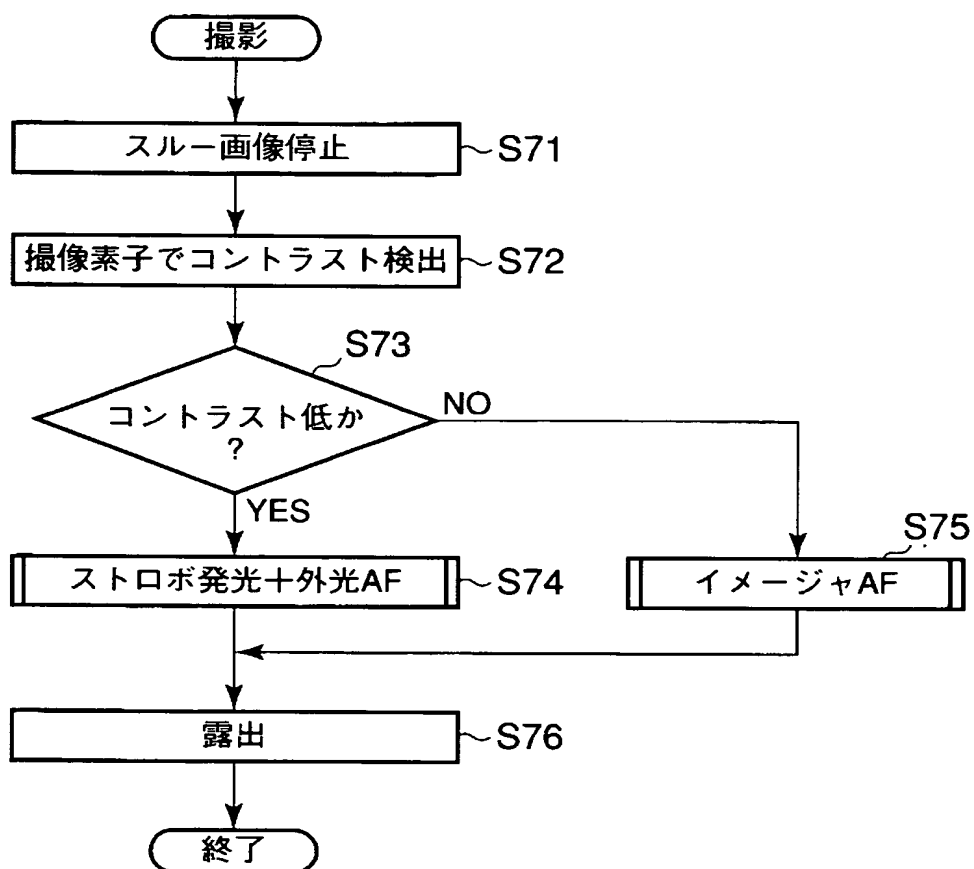 撮影
スルー画像停止
S71
撮像素子でコントラスト検出
S72
S73
コントラスト低か
?
NO
YES
S75
ストロボ発光+外光AF
S74
イメージャAF
露出
S76
終了